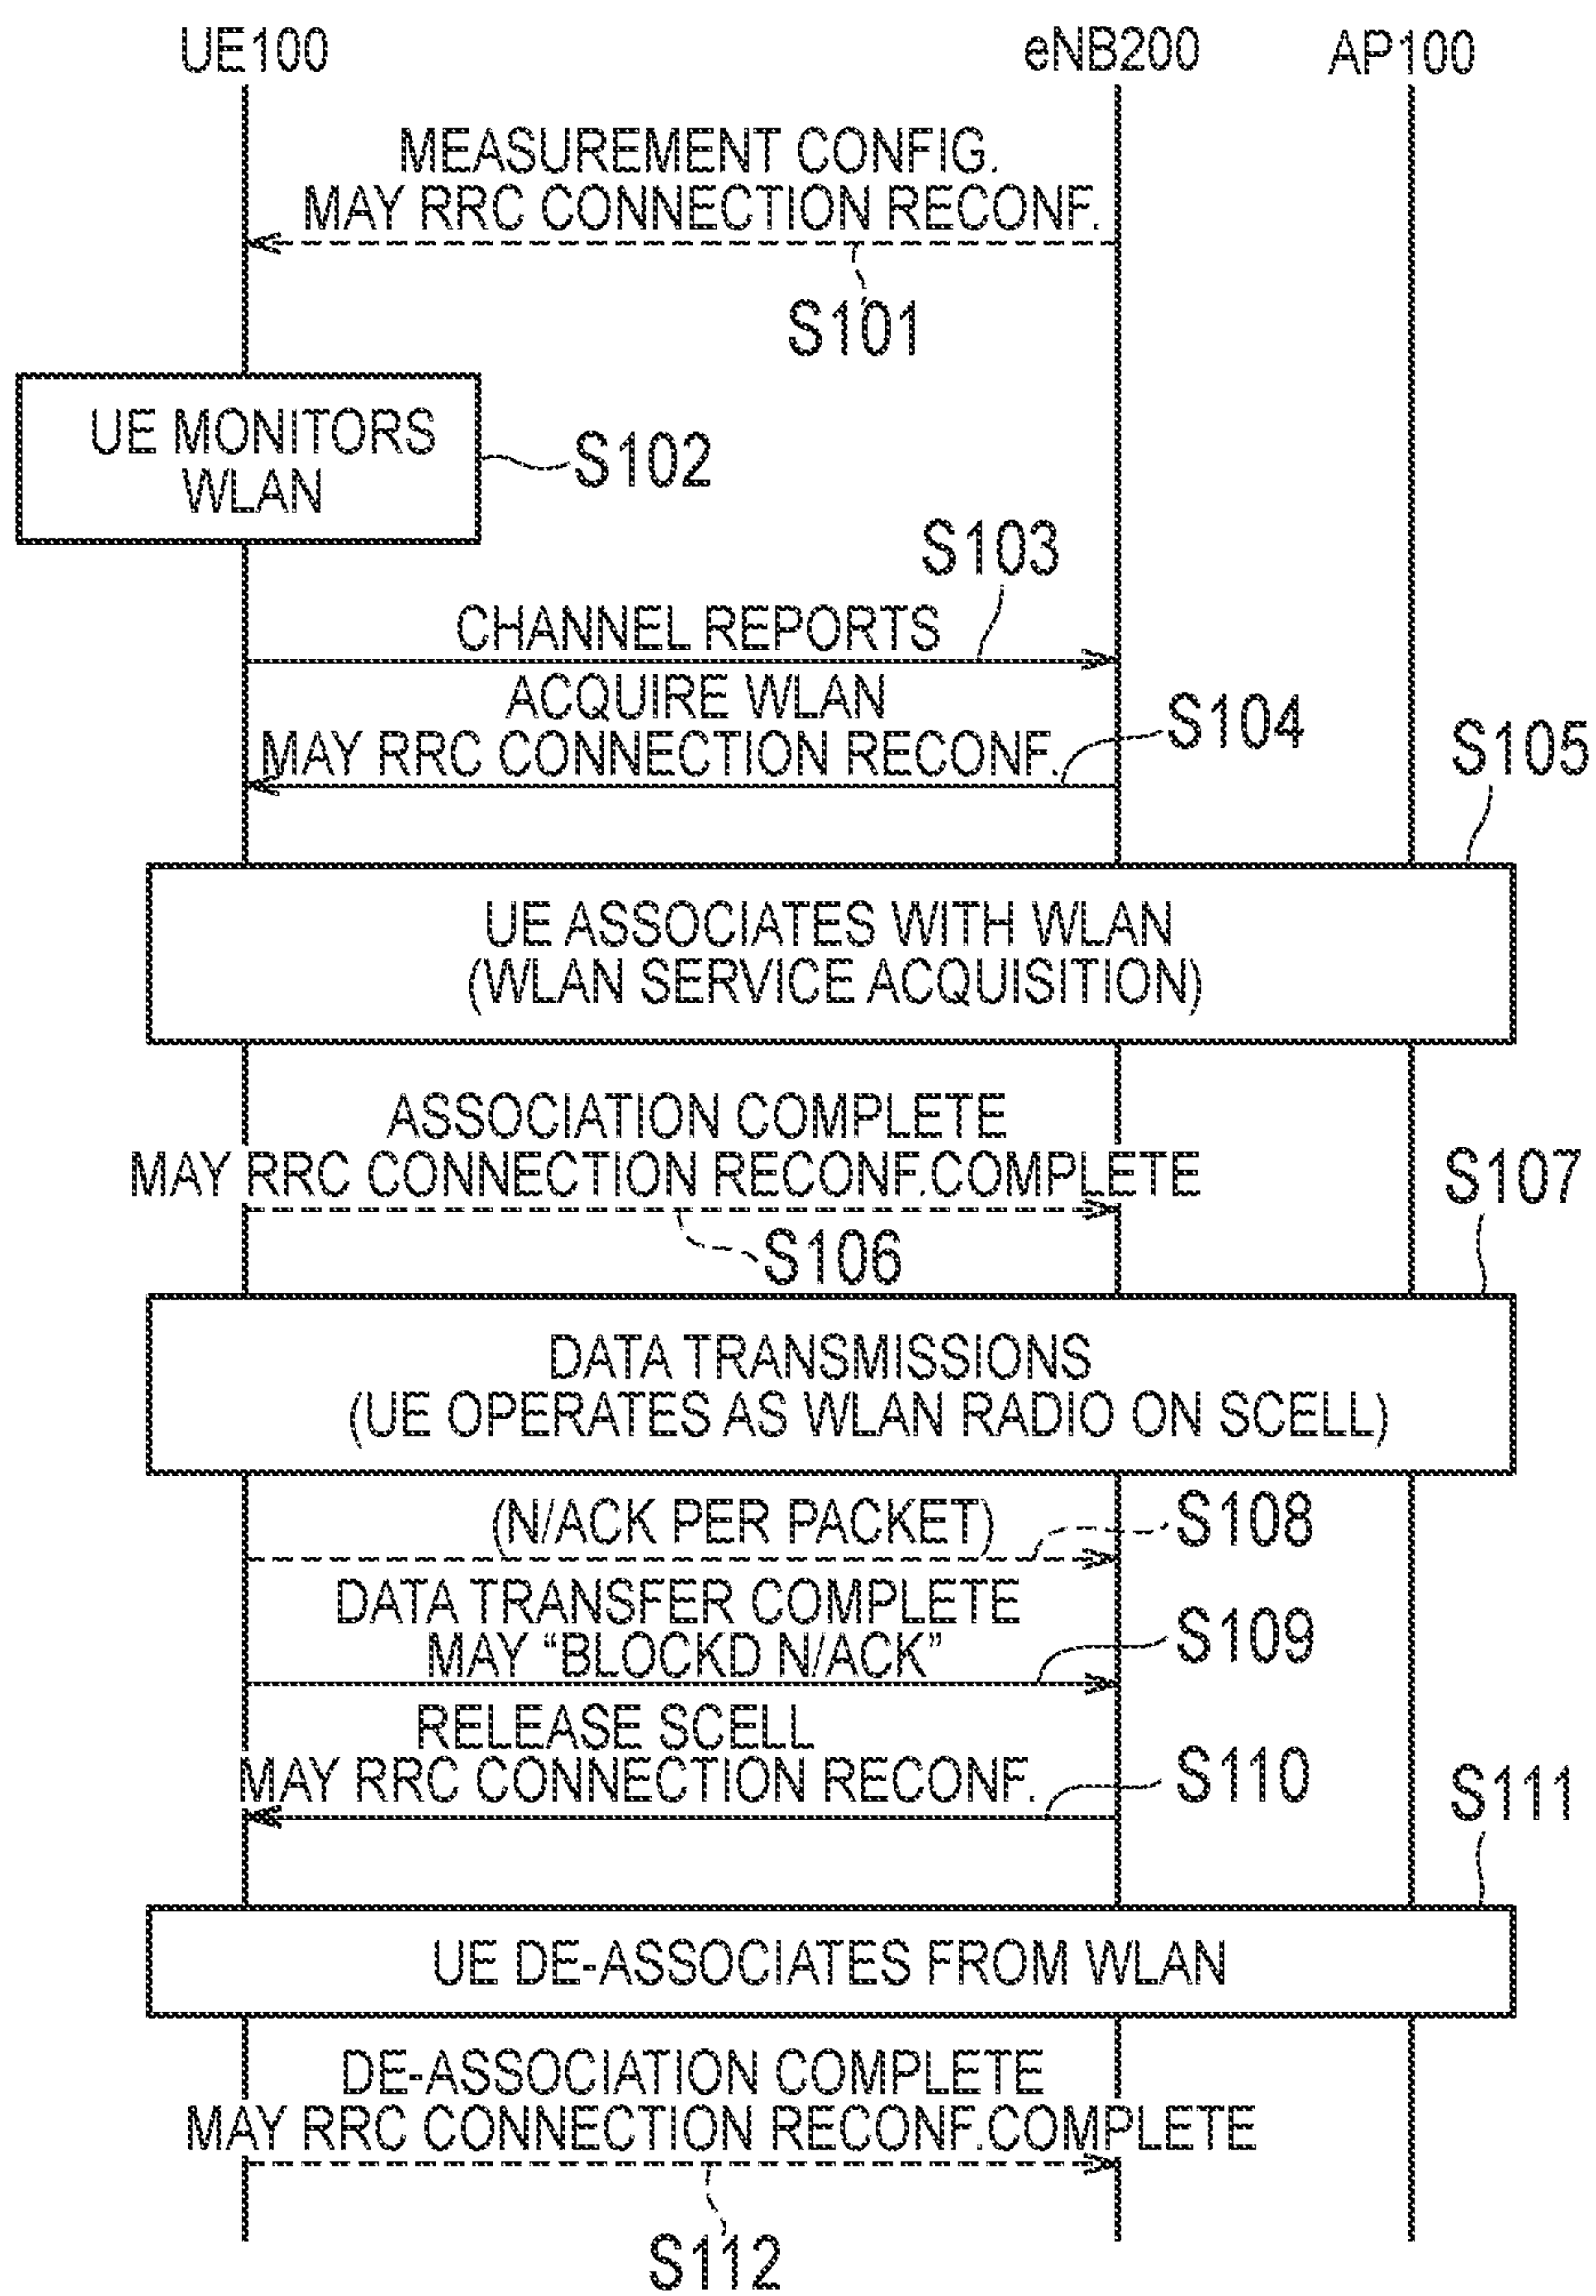 UE100
eNB200
AP100
MEASUREMENT CONFIG.
MAY RRC CONNECTION RECONF.
S101
UE MONITORS
WLAN
S102
S103
CHANNEL REPORTS
ACQUIRE WLAN
MAY RRC CONNECTION RECONF.
S104
S105
UE ASSOCIATES WITH WLAN
(WLAN SERVICE ACQUISITION)
ASSOCIATION COMPLETE
MAY RRC CONNECTION RECONF.COMPLETE
S106
S107
DATA TRANSMISSIONS
(UE OPERATES AS WLAN RADIO ON SCELL)
(N/ACK PER PACKET)
S108
DATA TRANSFER COMPLETE
MAY “BLOCKD N/ACK”
S109
RELEASE SCELL
MAY RRC CONNECTION RECONF.
S110
S111
UE DE-ASSOCIATES FROM WLAN
DE-ASSOCIATION COMPLETE
MAY RRC CONNECTION RECONF.COMPLETE
S112